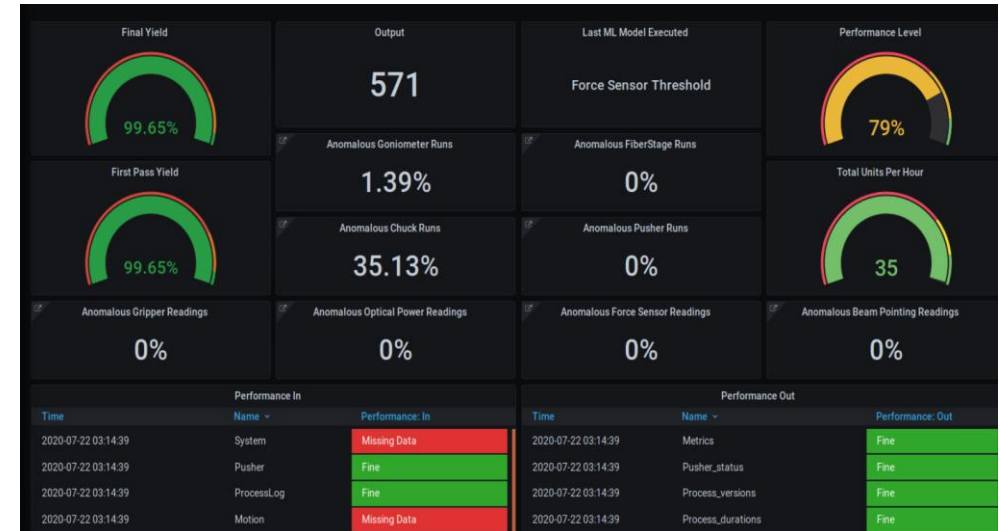 Final Yield
99.65%
Output
571
Last ML Model Executed
Force Sensor Threshold
Performance Level
79%
Anomalous Goniometer Runs
1.39%
Anomalous FiberStage Runs
0%
First Pass Yield
99.65%
Total Units Per Hour
35
Anomalous Chuck Runs
35.13%
Anomalous Pusher Runs
0%
Anomalous Gripper Readings
0%
Anomalous Optical Power Readings
0%
Anomalous Force Sensor Readings
0%
Anomalous Beam Pointing Readings
0%
Performance In
Time Name Performance: In
2020-07-22 03:14:39 System Missing Data
2020-07-22 03:14:39 Pusher Fine
2020-07-22 03:14:39 ProcessLog Fine
2020-07-22 03:14:39 Motion Missing Data
Performance Out
Time Name Performance: Out
2020-07-22 03:14:39 Metrics Fine
2020-07-22 03:14:39 Pusher_status Fine
2020-07-22 03:14:39 Process_versions Fine
2020-07-22 03:14:39 Process_durations Fine